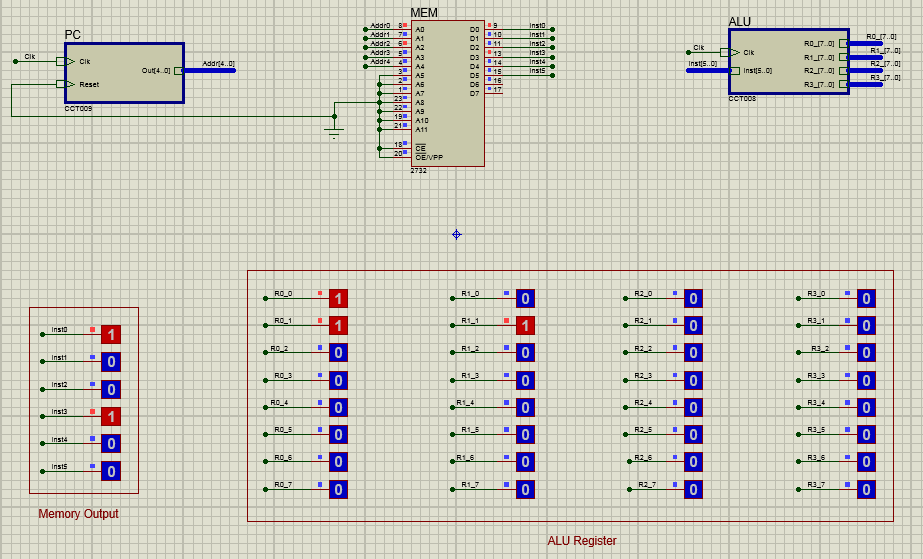 PC
Clk
Clk
Reset
Out[4..0]
Addr[4..0]
CCT009
MEM
Addr0 8 A0 D0 9 Inst0
Addr1 7 A1 D1 10 Inst1
Addr2 6 A2 D2 11 Inst2
Addr3 5 A3 D3 13 Inst3
Addr4 4 A4 D4 14 Inst4
3 A5 D5 15 Inst5
2 A6 D6 16
1 A7 D7 17
23 A8
22 A9
19 A10
21 A11
18 CE
20 OE/VPP
2732
ALU
Clk
Clk
Inst[5..0]
Inst[5..0]
R0_[7..0] R0_[7..0]
R1_[7..0] R1_[7..0]
R2_[7..0] R2_[7..0]
R3_[7..0] R3_[7..0]
CCT008
Inst0 1
Inst1 0
Inst2 0
Inst3 1
Inst4 0
Inst5 0
Memory Output
R0_0 1 R1_0 0 R2_0 0 R3_0 0
R0_1 1 R1_1 1 R2_1 0 R3_1 0
R0_2 0 R1_2 0 R2_2 0 R3_2 0
R0_3 0 R1_3 0 R2_3 0 R3_3 0
R0_4 0 R1_4 0 R2_4 0 R3_4 0
R0_5 0 R1_5 0 R2_5 0 R3_5 0
R0_6 0 R1_6 0 R2_6 0 R3_6 0
R0_7 0 R1_7 0 R2_7 0 R3_7 0
ALU Register